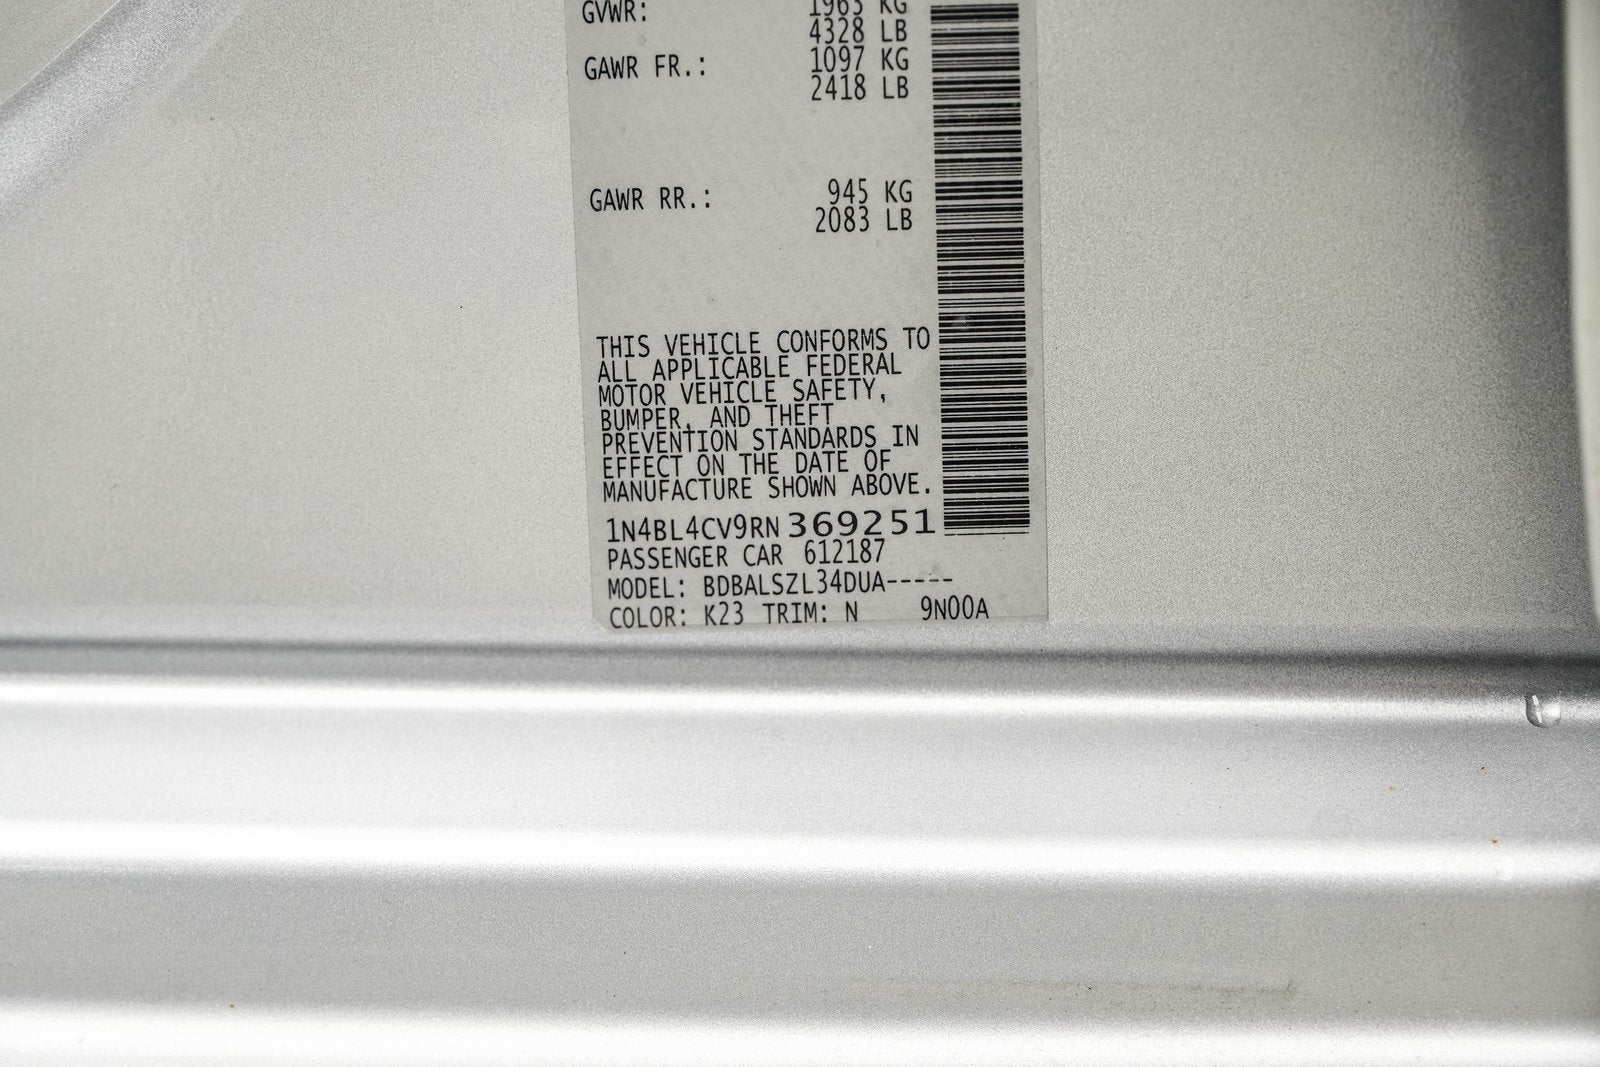 GVWR: 1963 KG
4328 LB
GAWR FR.: 1097 KG
2418 LB
GAWR RR.: 945 KG
2083 LB
THIS VEHICLE CONFORMS TO
ALL APPLICABLE FEDERAL
MOTOR VEHICLE SAFETY,
BUMPER, AND THEFT
PREVENTION STANDARDS IN
EFFECT ON THE DATE OF
MANUFACTURE SHOWN ABOVE.
1N4BL4CV9RN369251
PASSENGER CAR 612187
MODEL: BDBALSZL34DUA-----
COLOR: K23 TRIM: N 9N00A